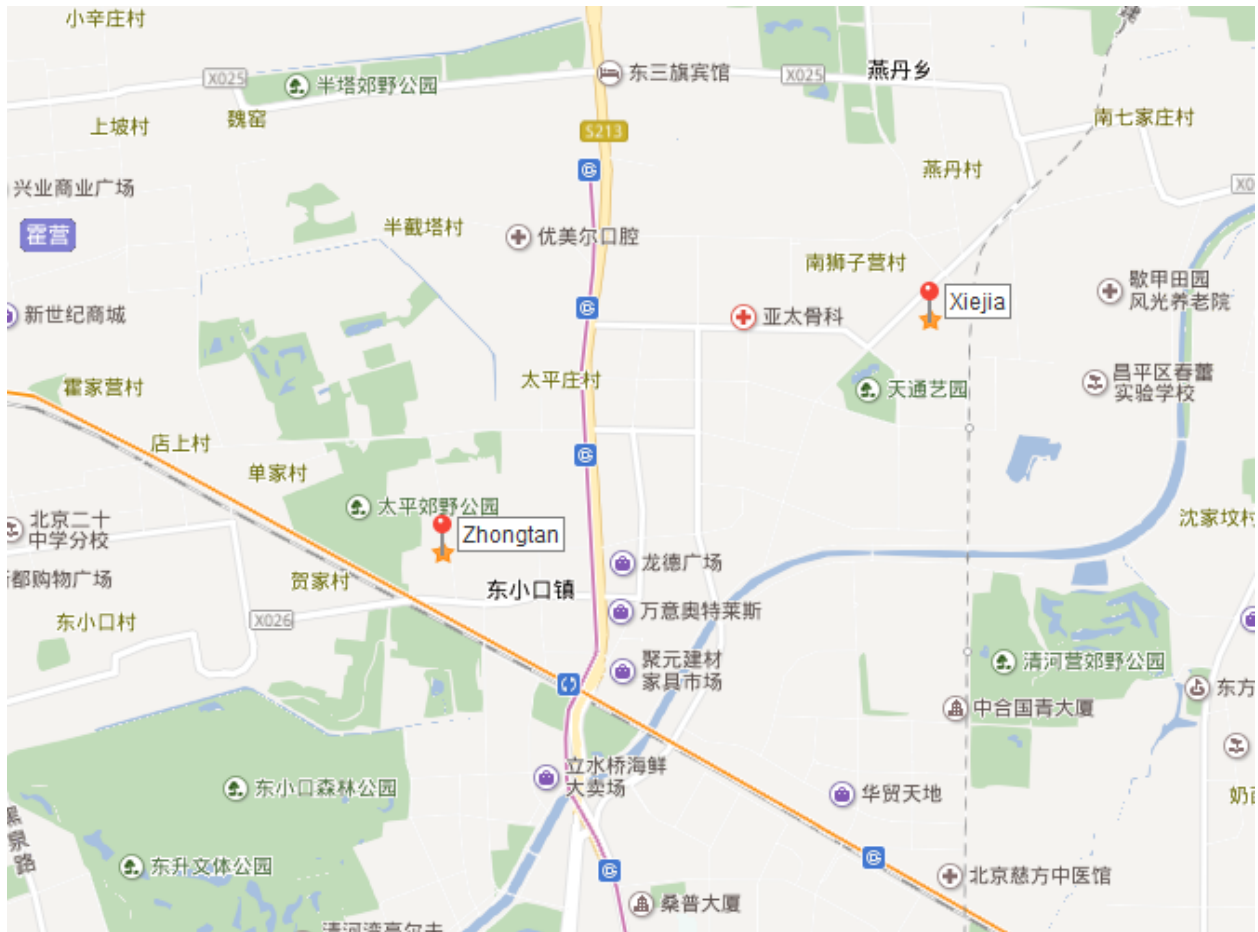 小辛庄村
建
X025
半塔郊野公园
东三旗宾馆
X025
燕丹乡
上坡村
魏窑
S213
南七家庄村
兴业商业广场
燕丹村
X0
霍营
半截塔村
优美尔口腔
南狮子营村
歇甲田园
风光养老院
Xiejia
新世纪商城
亚太骨科
霍家营村
太平庄村
天通艺园
昌平区春蕾
实验学校
店上村
单家村
太平郊野公园
Zhongtan
北京二十
中学分校
沈家坟村
都购物广场
贺家村
东小口镇
龙德广场
东小口村
X026
万意奥特莱斯
聚元建材
家具市场
清河营郊野公园
东方
中合国青大厦
立水桥海鲜
大卖场
东小口森林公园
华贸天地
黑泉路
东升文体公园
北京慈方中医馆
桑普大厦